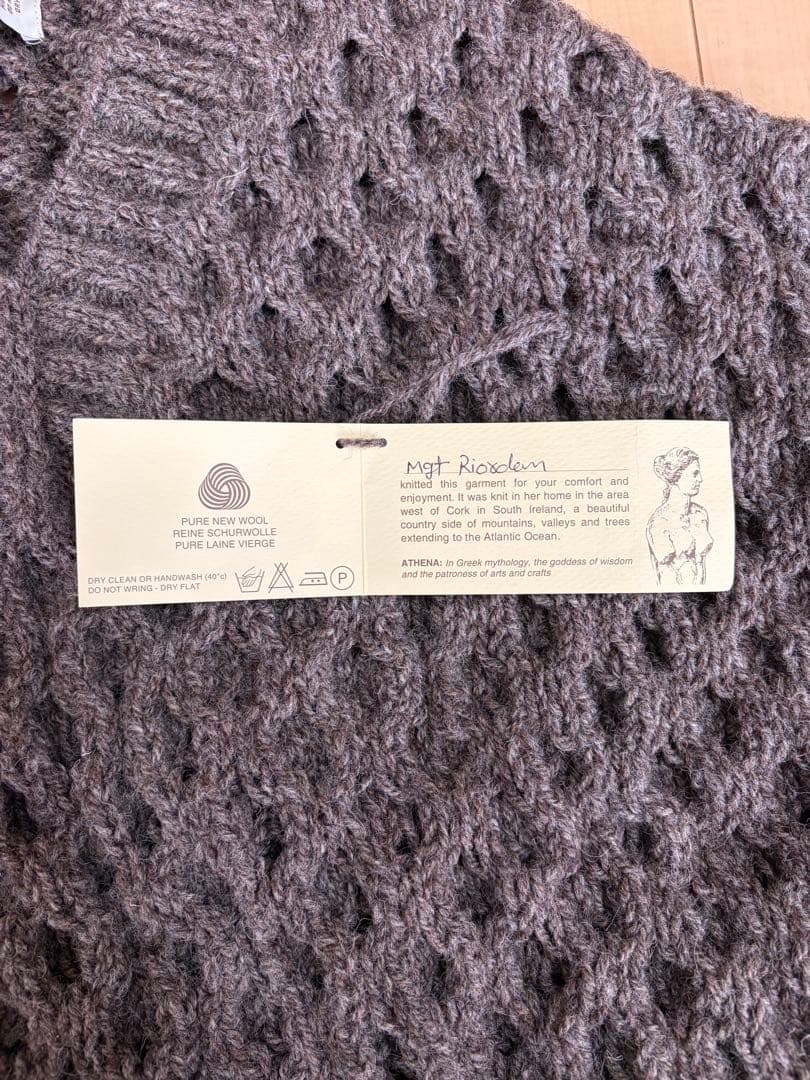 PURE NEW WOOL
REINE SCHURWOLLE
PURE LAINE VIERGE
DRY CLEAN OR HANDWASH (40°c)
DO NOT WRING - DRY FLAT
P
Mgt Riordan
knitted this garment for your comfort and
enjoyment. It was knit in her home in the area
west of Cork in South Ireland, a beautiful
country side of mountains, valleys and trees
extending to the Atlantic Ocean.
ATHENA: In Greek mythology, the goddess of wisdom
and the patroness of arts and crafts